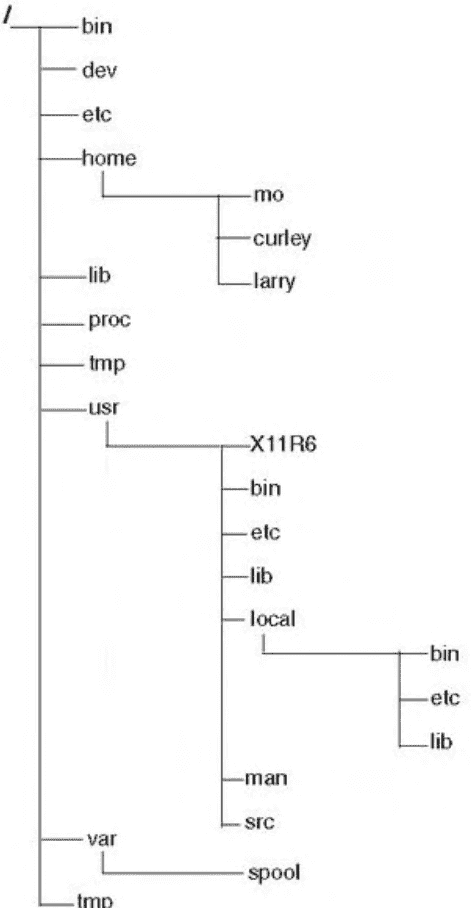 /
bin
dev
etc
home
mo
curley
larry
lib
proc
tmp
usr
X11R6
bin
etc
lib
local
bin
etc
lib
man
src
var
spool
tmp